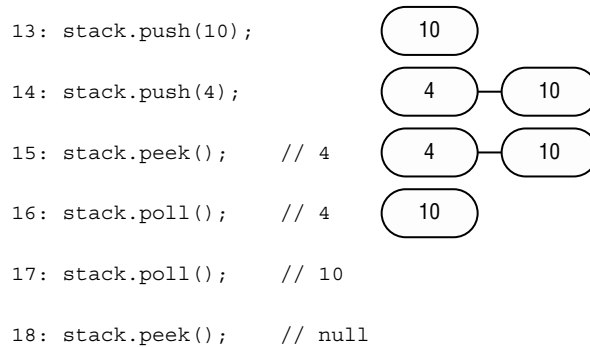 13: stack.push(10); 10
14: stack.push(4); 4 10
15: stack.peek(); // 4 4 10
16: stack.poll(); // 4 10
17: stack.poll(); // 10
18: stack.peek(); // null